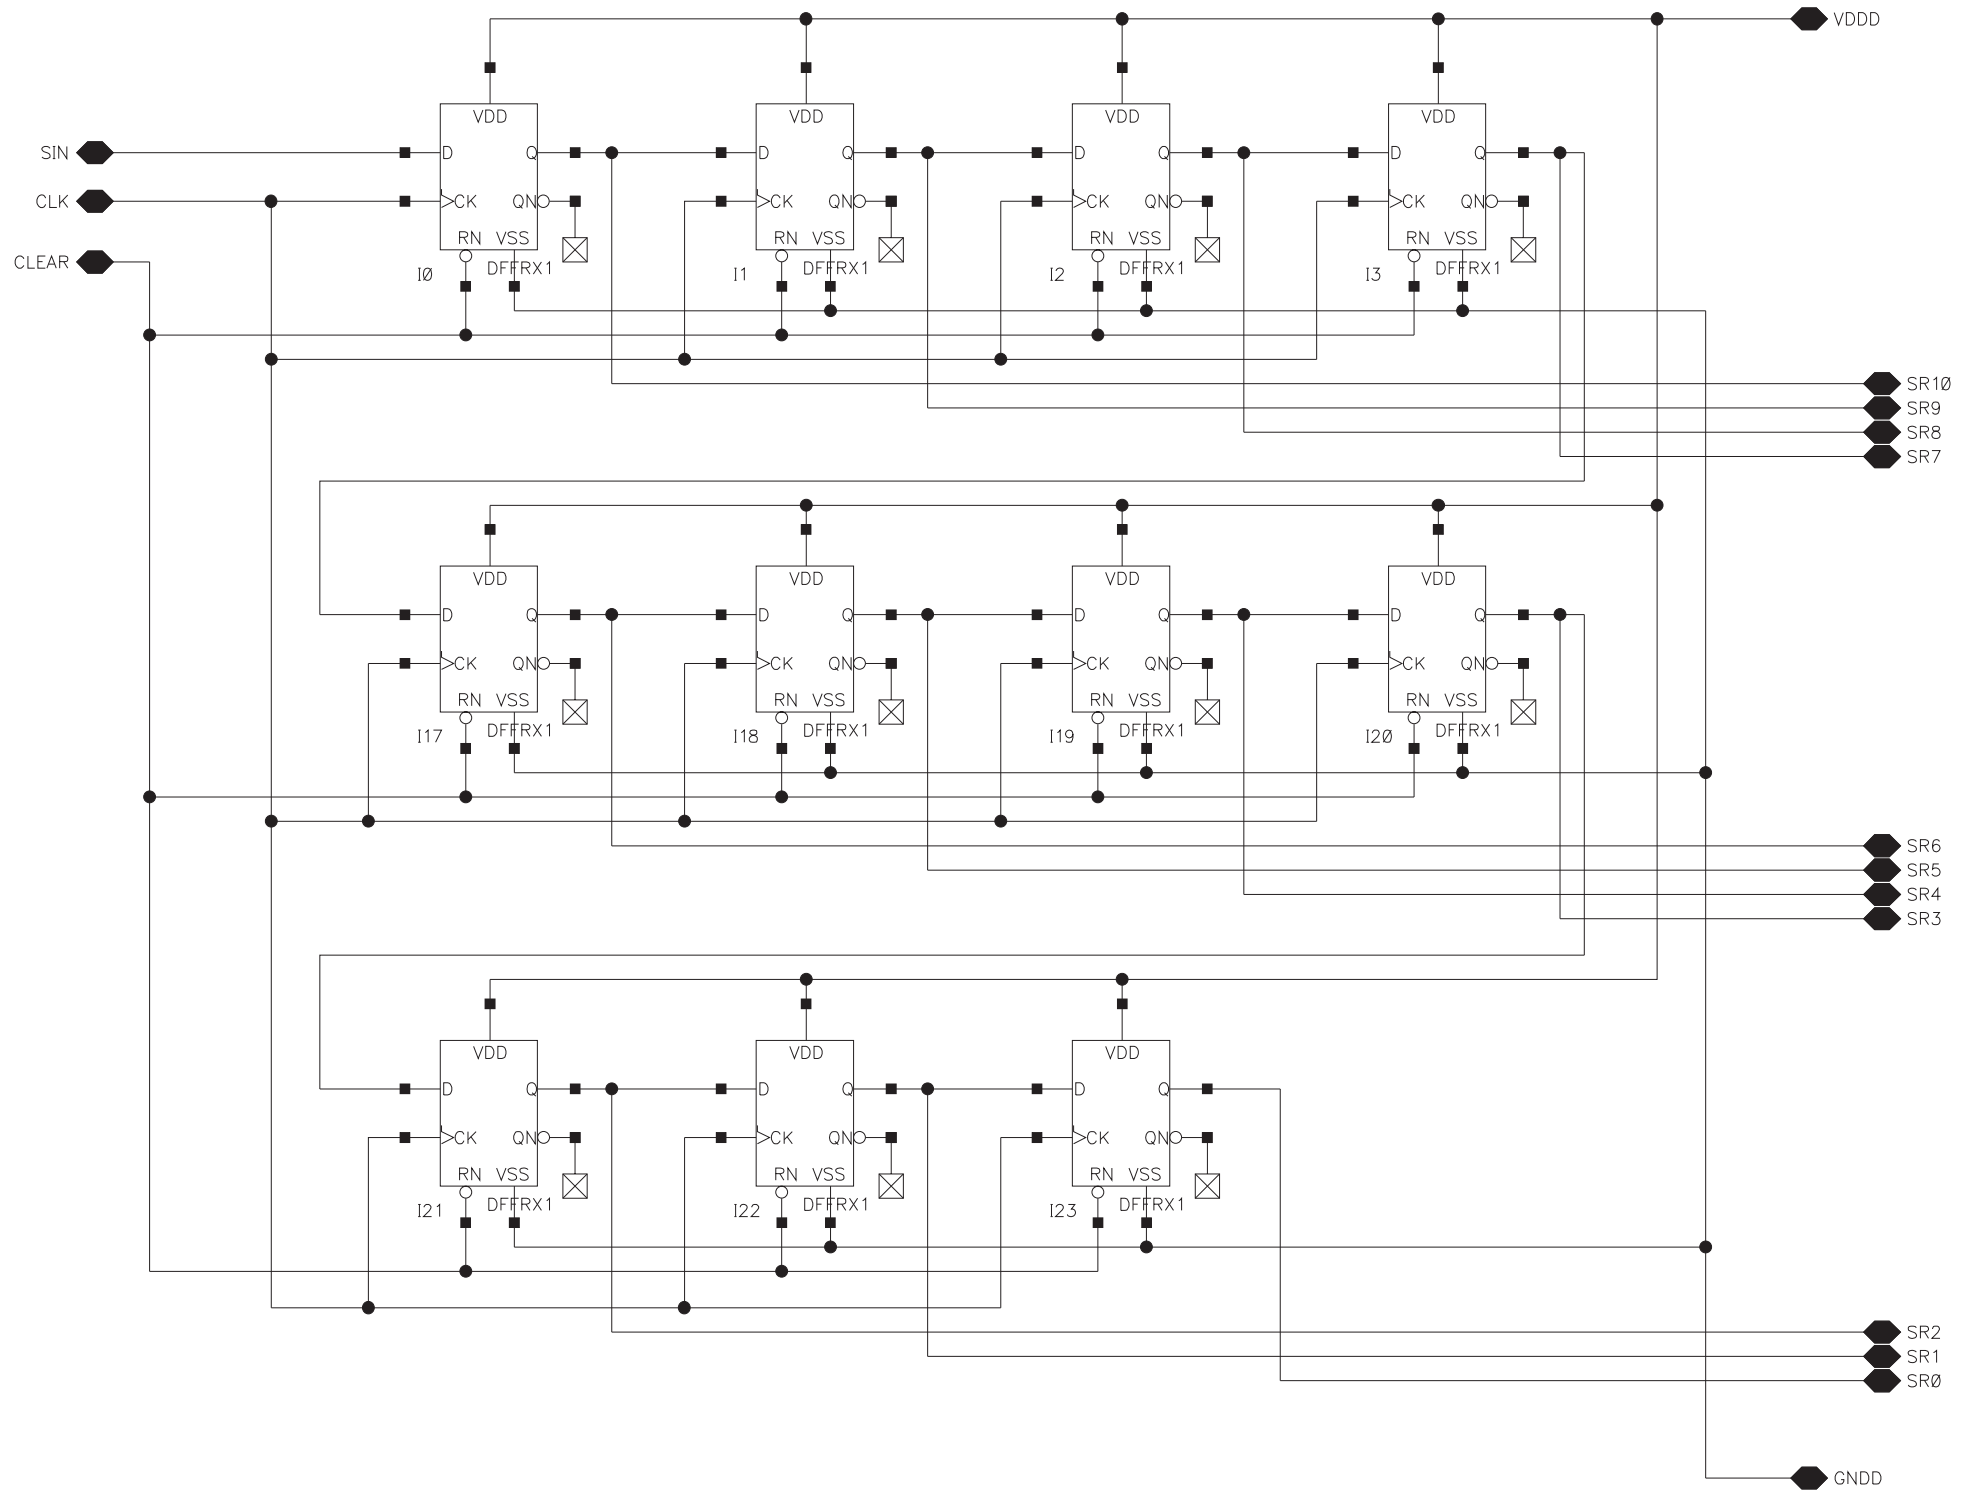 VDDD
VDD VDD VDD VDD
SIN D Q D Q D Q D Q
CLK CK QN CK QN CK QN CK QN
RN VSS RN VSS RN VSS RN VSS
CLEAR I0 DFFRX1 I1 DFFRX1 I2 DFFRX1 I3 DFFRX1
SR10
SR9
SR8
SR7
VDD VDD VDD VDD
D Q D Q D Q D Q
CK QN CK QN CK QN CK QN
RN VSS RN VSS RN VSS RN VSS
I17 DFFRX1 I18 DFFRX1 I19 DFFRX1 I20 DFFRX1
SR6
SR5
SR4
SR3
VDD VDD VDD
D Q D Q D Q
CK QN CK QN CK QN
RN VSS RN VSS RN VSS
I21 DFFRX1 I22 DFFRX1 I23 DFFRX1
SR2
SR1
SR0
GNDD